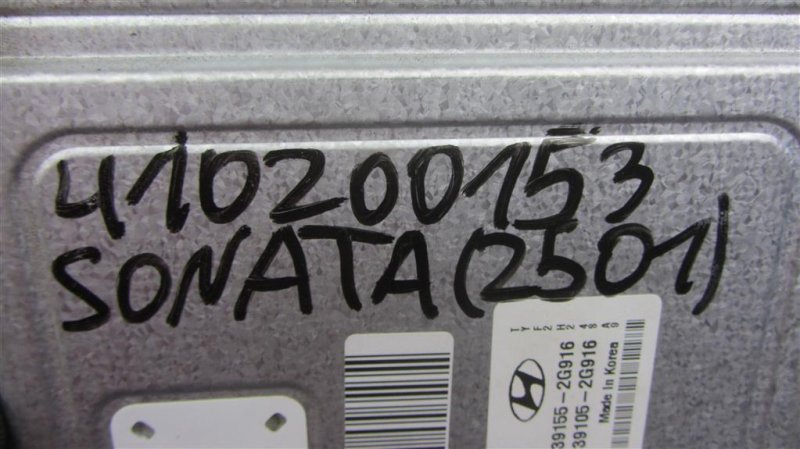 410200153
SONATA(2501)
39155-2G916
39105-2G916
Made In Korea